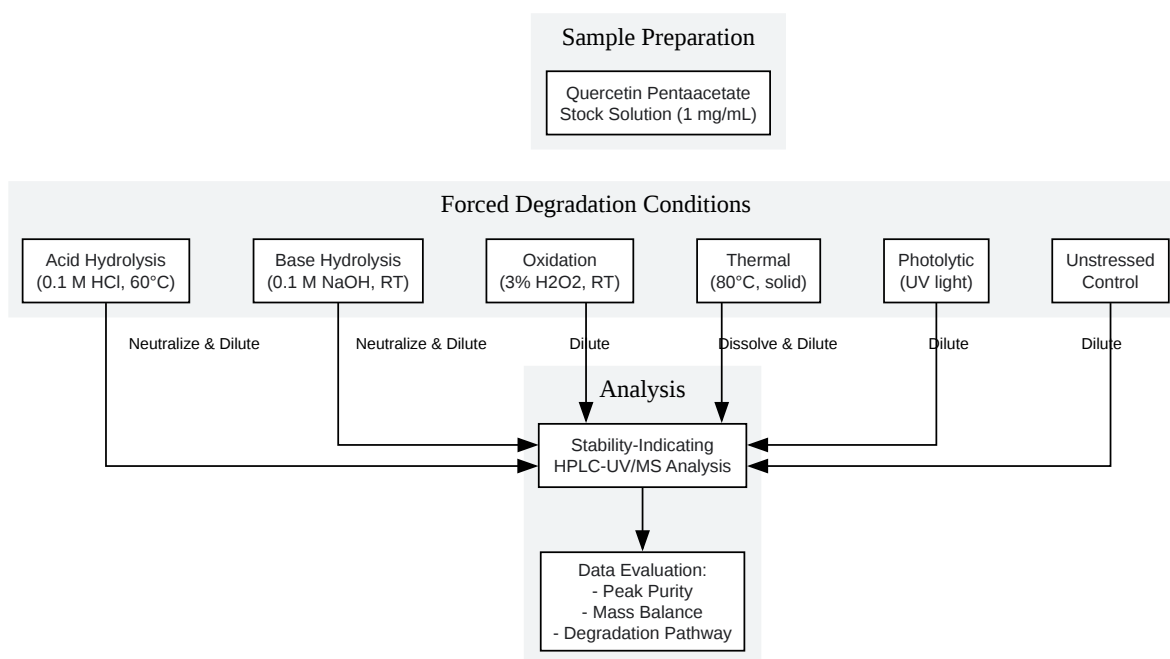 Sample Preparation
Quercetin Pentaacetate
Stock Solution (1 mg/mL)
Forced Degradation Conditions
Acid Hydrolysis
(0.1 M HCl, 60°C)
Base Hydrolysis
(0.1 M NaOH, RT)
Oxidation
(3% H2O2, RT)
Thermal
(80°C, solid)
Photolytic
(UV light)
Unstressed
Control
Neutralize & Dilute
Neutralize & Dilute
Dilute
Dissolve & Dilute
Dilute
Dilute
Analysis
Stability-Indicating
HPLC-UV/MS Analysis
Data Evaluation:
- Peak Purity
- Mass Balance
- Degradation Pathway